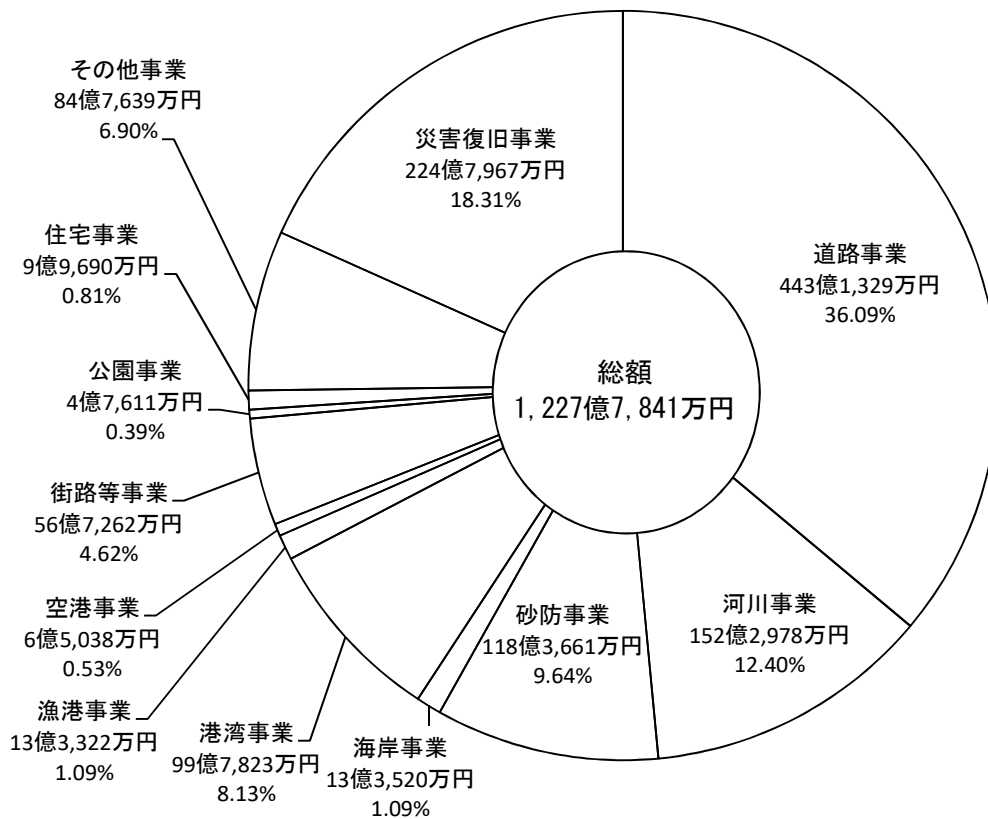 その他事業
84億7,639万円
6.90%
災害復旧事業
224億7,967万円
18.31%
道路事業
443億1,329万円
36.09%
住宅事業
9億9,690万円
0.81%
公園事業
4億7,611万円
0.39%
総額
1,227億7,841万円
街路等事業
56億7,262万円
4.62%
空港事業
6億5,038万円
0.53%
漁港事業
13億3,322万円
1.09%
港湾事業
99億7,823万円
8.13%
海岸事業
13億3,520万円
1.09%
砂防事業
118億3,661万円
9.64%
河川事業
152億2,978万円
12.40%